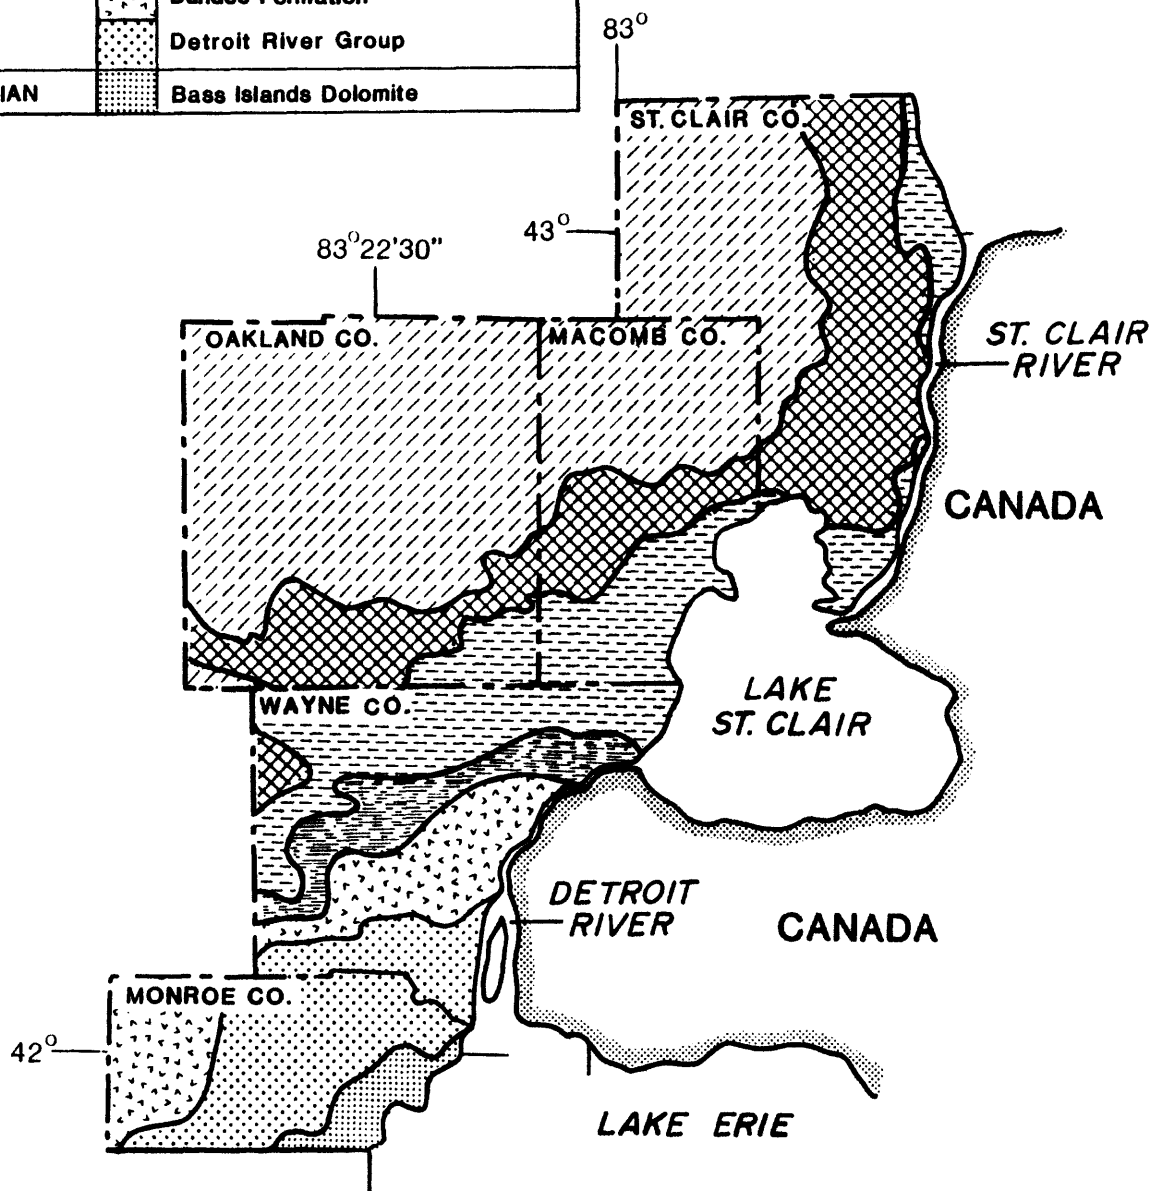 Detroit River Group
IAN
Bass Islands Dolomite
83°
ST. CLAIR CO.
43°
83°22'30"
OAKLAND CO.
MACOMB CO.
ST. CLAIR
RIVER
CANADA
WAYNE CO.
LAKE
ST. CLAIR
DETROIT
RIVER
CANADA
MONROE CO.
42°
LAKE ERIE